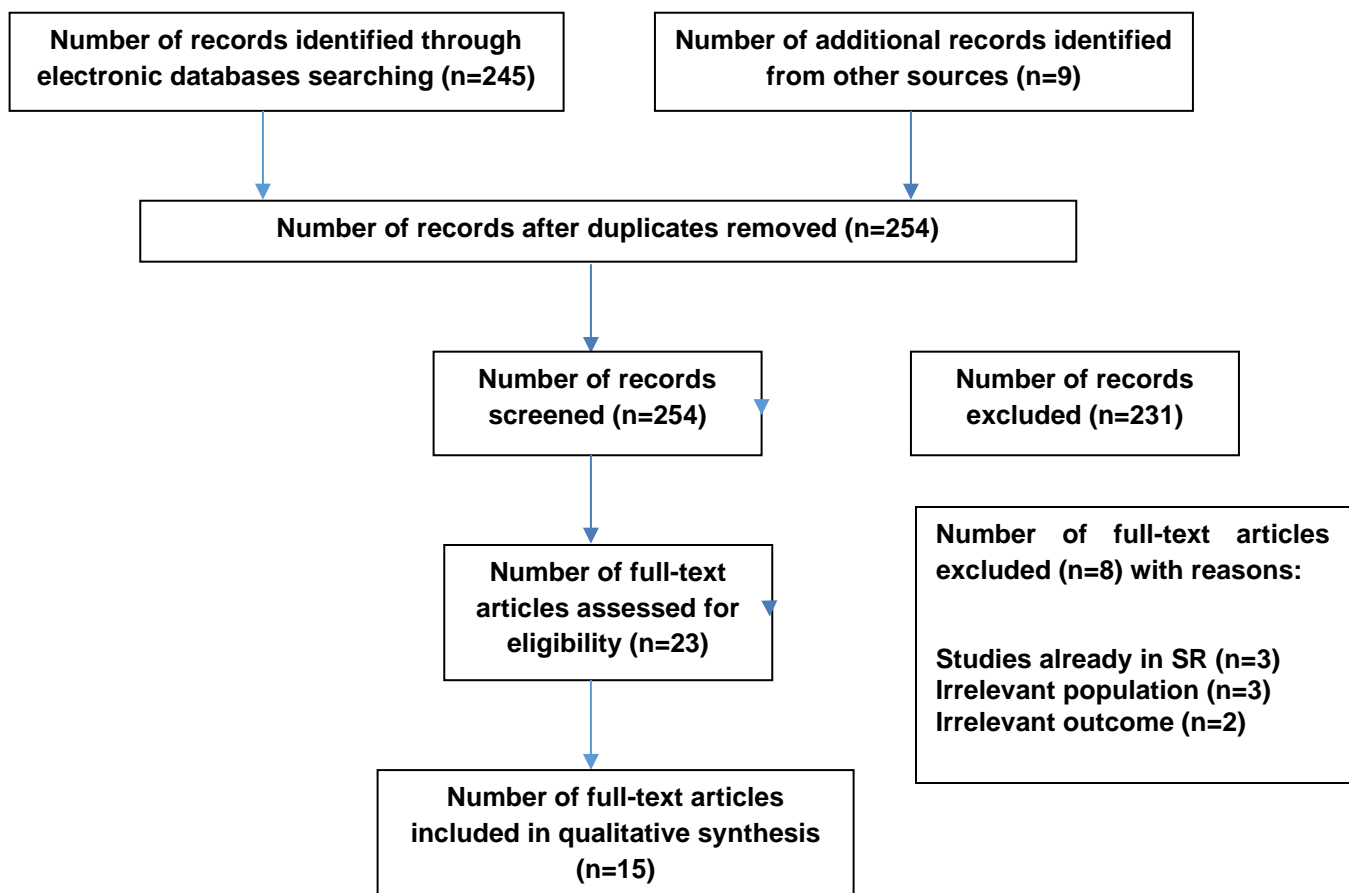 Number of records identified through
electronic databases searching (n=245)
Number of additional records identified
from other sources (n=9)
Number of records after duplicates removed (n=254)
Number of records
screened (n=254)
Number of records
excluded (n=231)
Number of full-text
articles assessed for
eligibility (n=23)
Number of full-text articles
excluded (n=8) with reasons:
Studies already in SR (n=3)
Irrelevant population (n=3)
Irrelevant outcome (n=2)
Number of full-text articles
included in qualitative synthesis
(n=15)